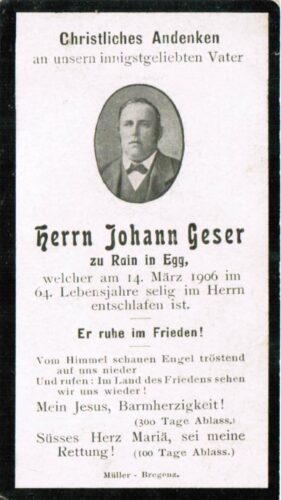 Christliches Andenken
an unsern innigstgeliebten Vater
Herrn Johann Geser
zu Rain in Egg,
welcher am 14. März 1906 im
64. Lebensjahre selig im Herrn
entschlafen ist.
Er ruhe im Frieden!
Vom Himmel schauen Engel tröstend
auf uns nieder
Und rufen: Im Land des Friedens sehen
wir uns wieder!
Mein Jesus, Barmherzigkeit!
(300 Tage Ablass.)
Süsses Herz Mariä, sei meine
Rettung! (100 Tage Ablass.)
Müller - Bregenz.